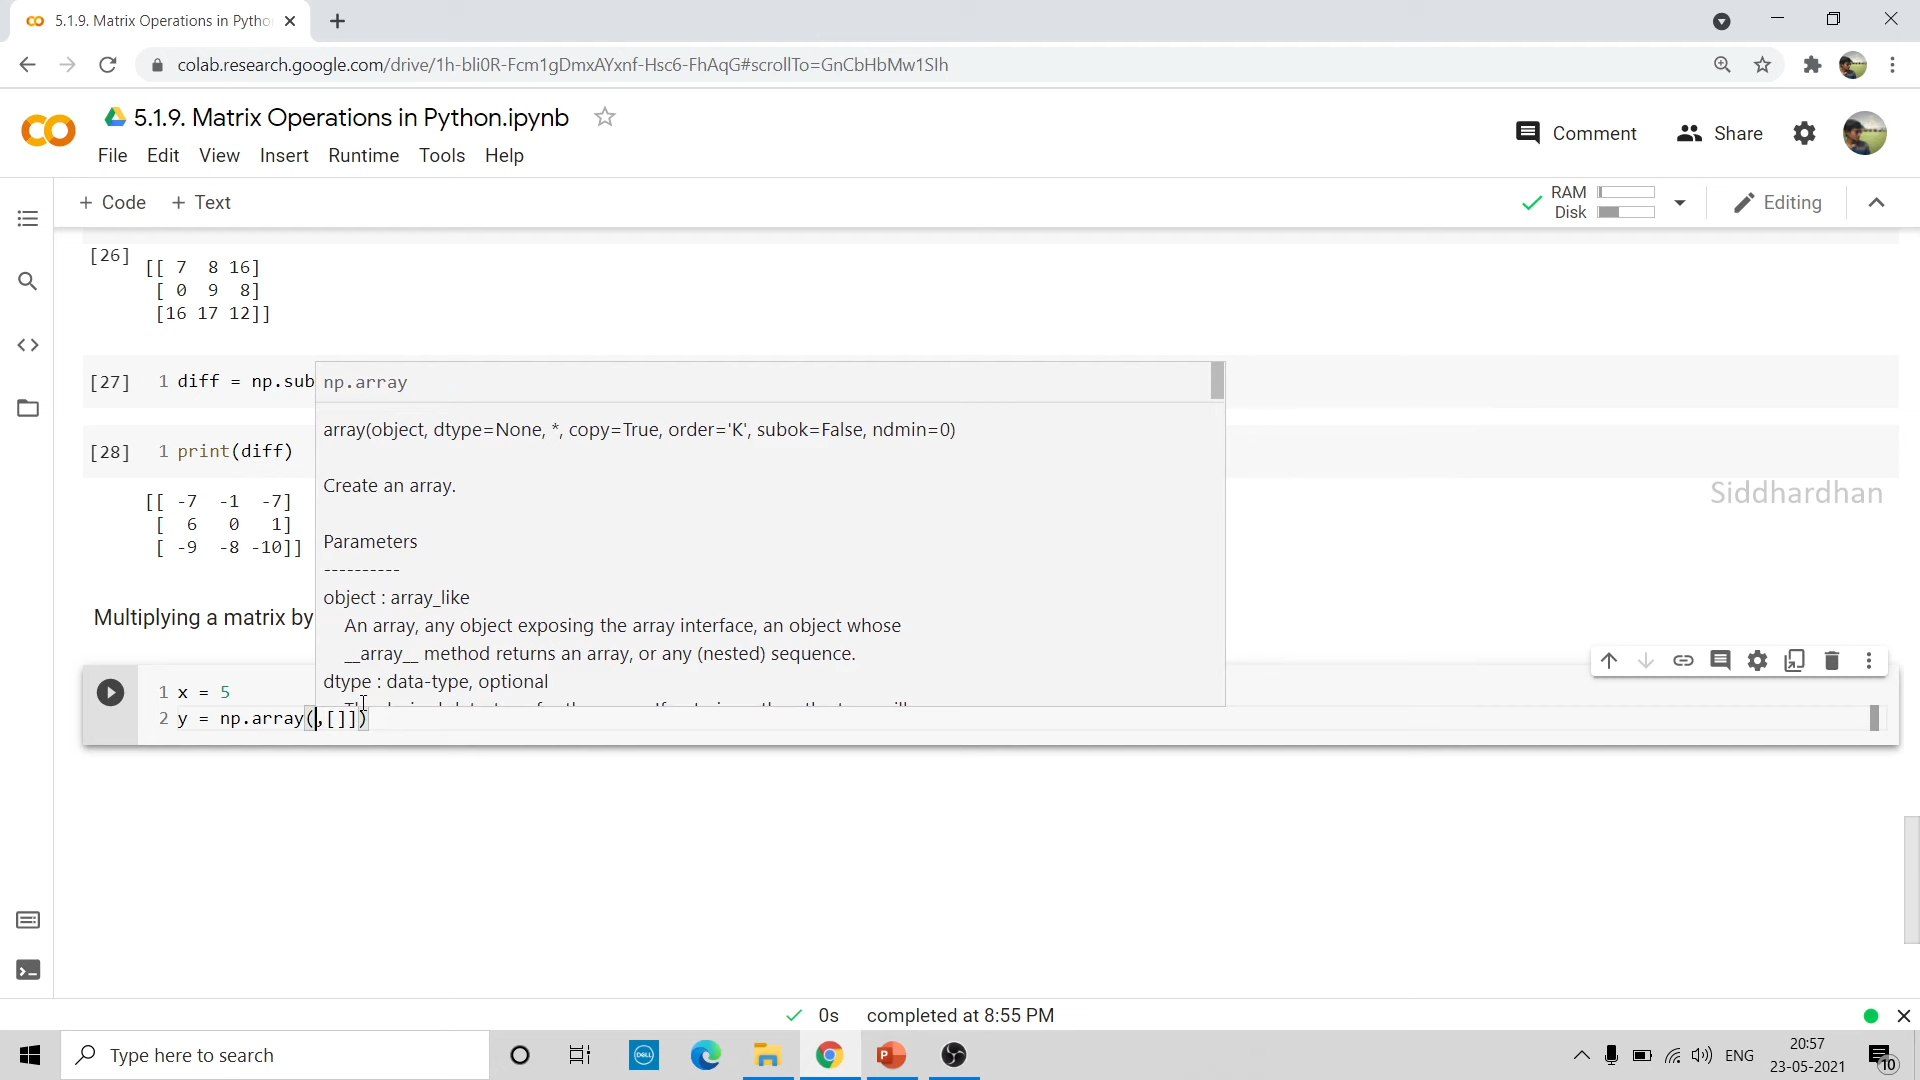 5.1.9. Matrix Operations in Pytho
colab.research.google.com/drive/1h-bli0R-Fcm1gDmxAYxnf-Hsc6-FhAqG#scrollTo=GnCbHbMw1SIh
5.1.9. Matrix Operations in Python.ipynb
Comment
Share
File Edit View Insert Runtime Tools Help
+ Code + Text
RAM
Disk
Editing
[26]
[[ 7 8 16]
[ 0 9 8]
[16 17 12]]
[27] 1 diff = np.sub
np.array
array(object, dtype=None, *, copy=True, order='K', subok=False, ndmin=0)
[28] 1 print(diff)
Create an array.
[[ -7 -1 -7]
[ 6 0 1]
[ -9 -8 -10]]
Siddhardhan
Parameters
----------
object : array_like
An array, any object exposing the array interface, an object whose
__array__ method returns an array, or any (nested) sequence.
dtype : data-type, optional
Multiplying a matrix by
1 x = 5
2 y = np.array(,[]])
0s completed at 8:55 PM
Type here to search
DELL
ENG
20:57
23-05-2021
10